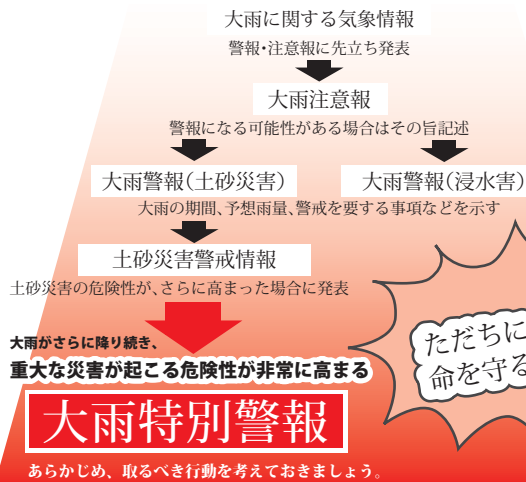 大雨に関する気象情報
警報・注意報に先立ち発表
大雨注意報
警報になる可能性がある場合はその旨記述
大雨警報（土砂災害）
大雨警報（浸水害）
大雨の期間、予想雨量、警戒を要する事項などを示す
土砂災害警戒情報
土砂災害の危険性が、さらに高まった場合に発表
ただちに
命を守る
大雨がさらに降り続き、
重大な災害が起こる危険性が非常に高まる
大雨特別警報
あらかじめ、取るべき行動を考えておきましょう。